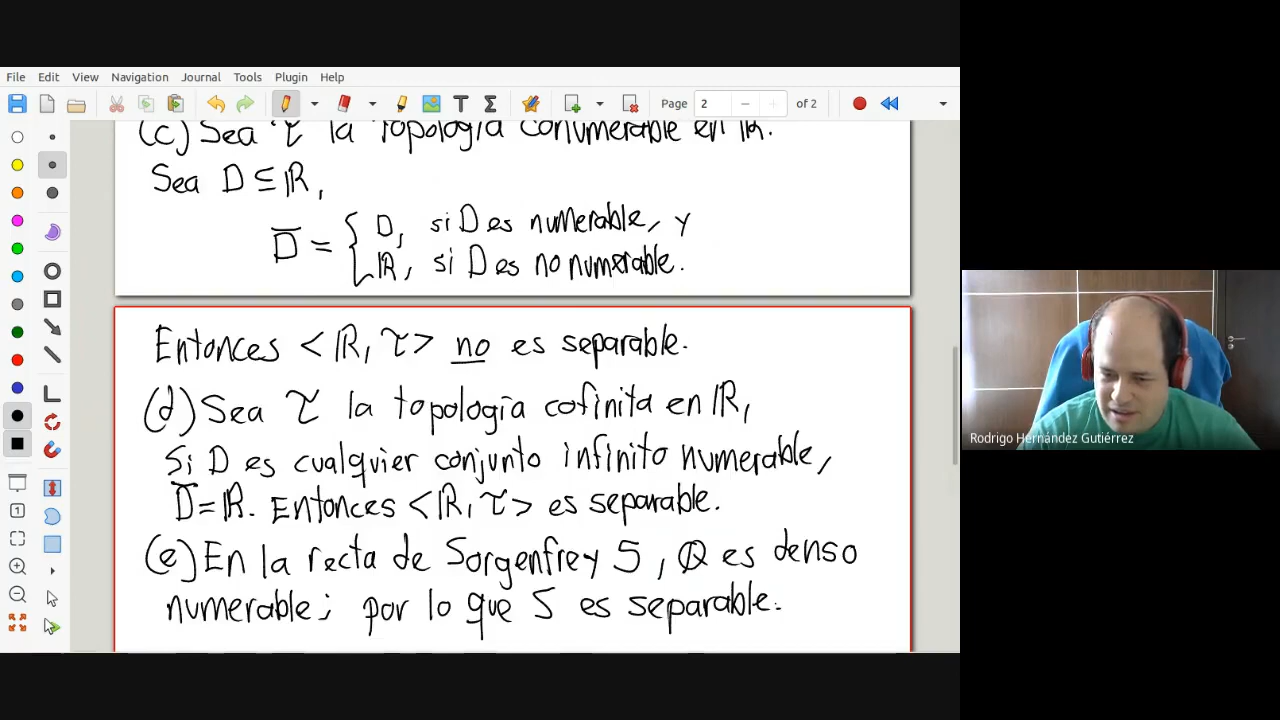 File Edit View Navigation Journal Tools Plugin Help
Page 2 of 2
(c) Sea τ la topología conumerable en ℝ.
Sea D ⊆ ℝ,
D̅ = { D, si D es numerable, y
ℝ, si D es no numerable.
Entonces <ℝ, τ> no es separable.
(d) Sea τ la topología cofinita en ℝ,
Si D es cualquier conjunto infinito numerable,
D̅ = ℝ. Entonces <ℝ, τ> es separable.
(e) En la recta de Sorgenfrey S, ℚ es denso
numerable; por lo que S es separable.
Rodrigo Hernández Gutiérrez